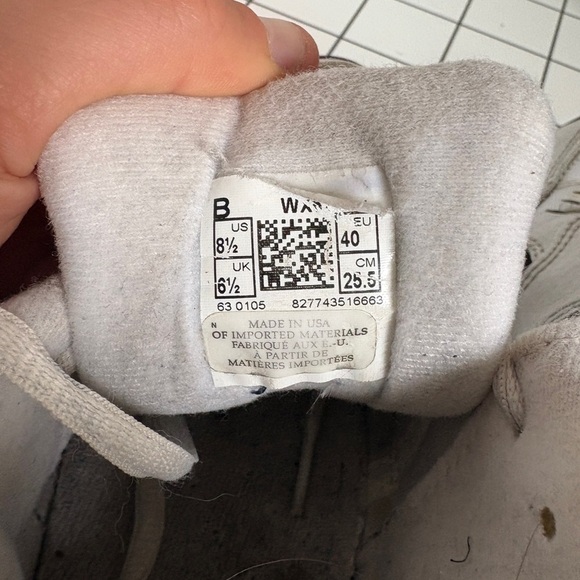 B
US 8½
EU 40
UK 6½
CM 25.5
63 0105 827743516663
N
MADE IN USA
OF IMPORTED MATERIALS
FABRIQUÉ AUX É.-U.
À PARTIR DE
MATIÈRES IMPORTÉES